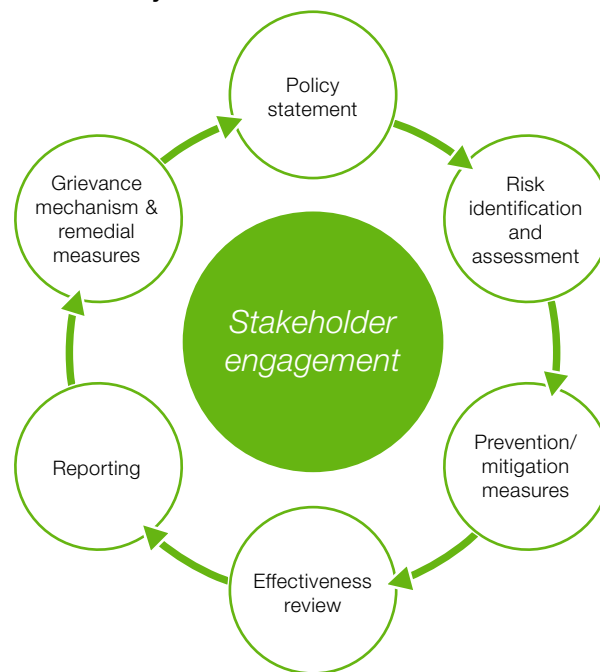 Policy
statement
Risk
identification
and
assessment
Prevention/
mitigation
measures
Effectiveness
review
Reporting
Grievance
mechanism &
remedial
measures
Stakeholder
engagement